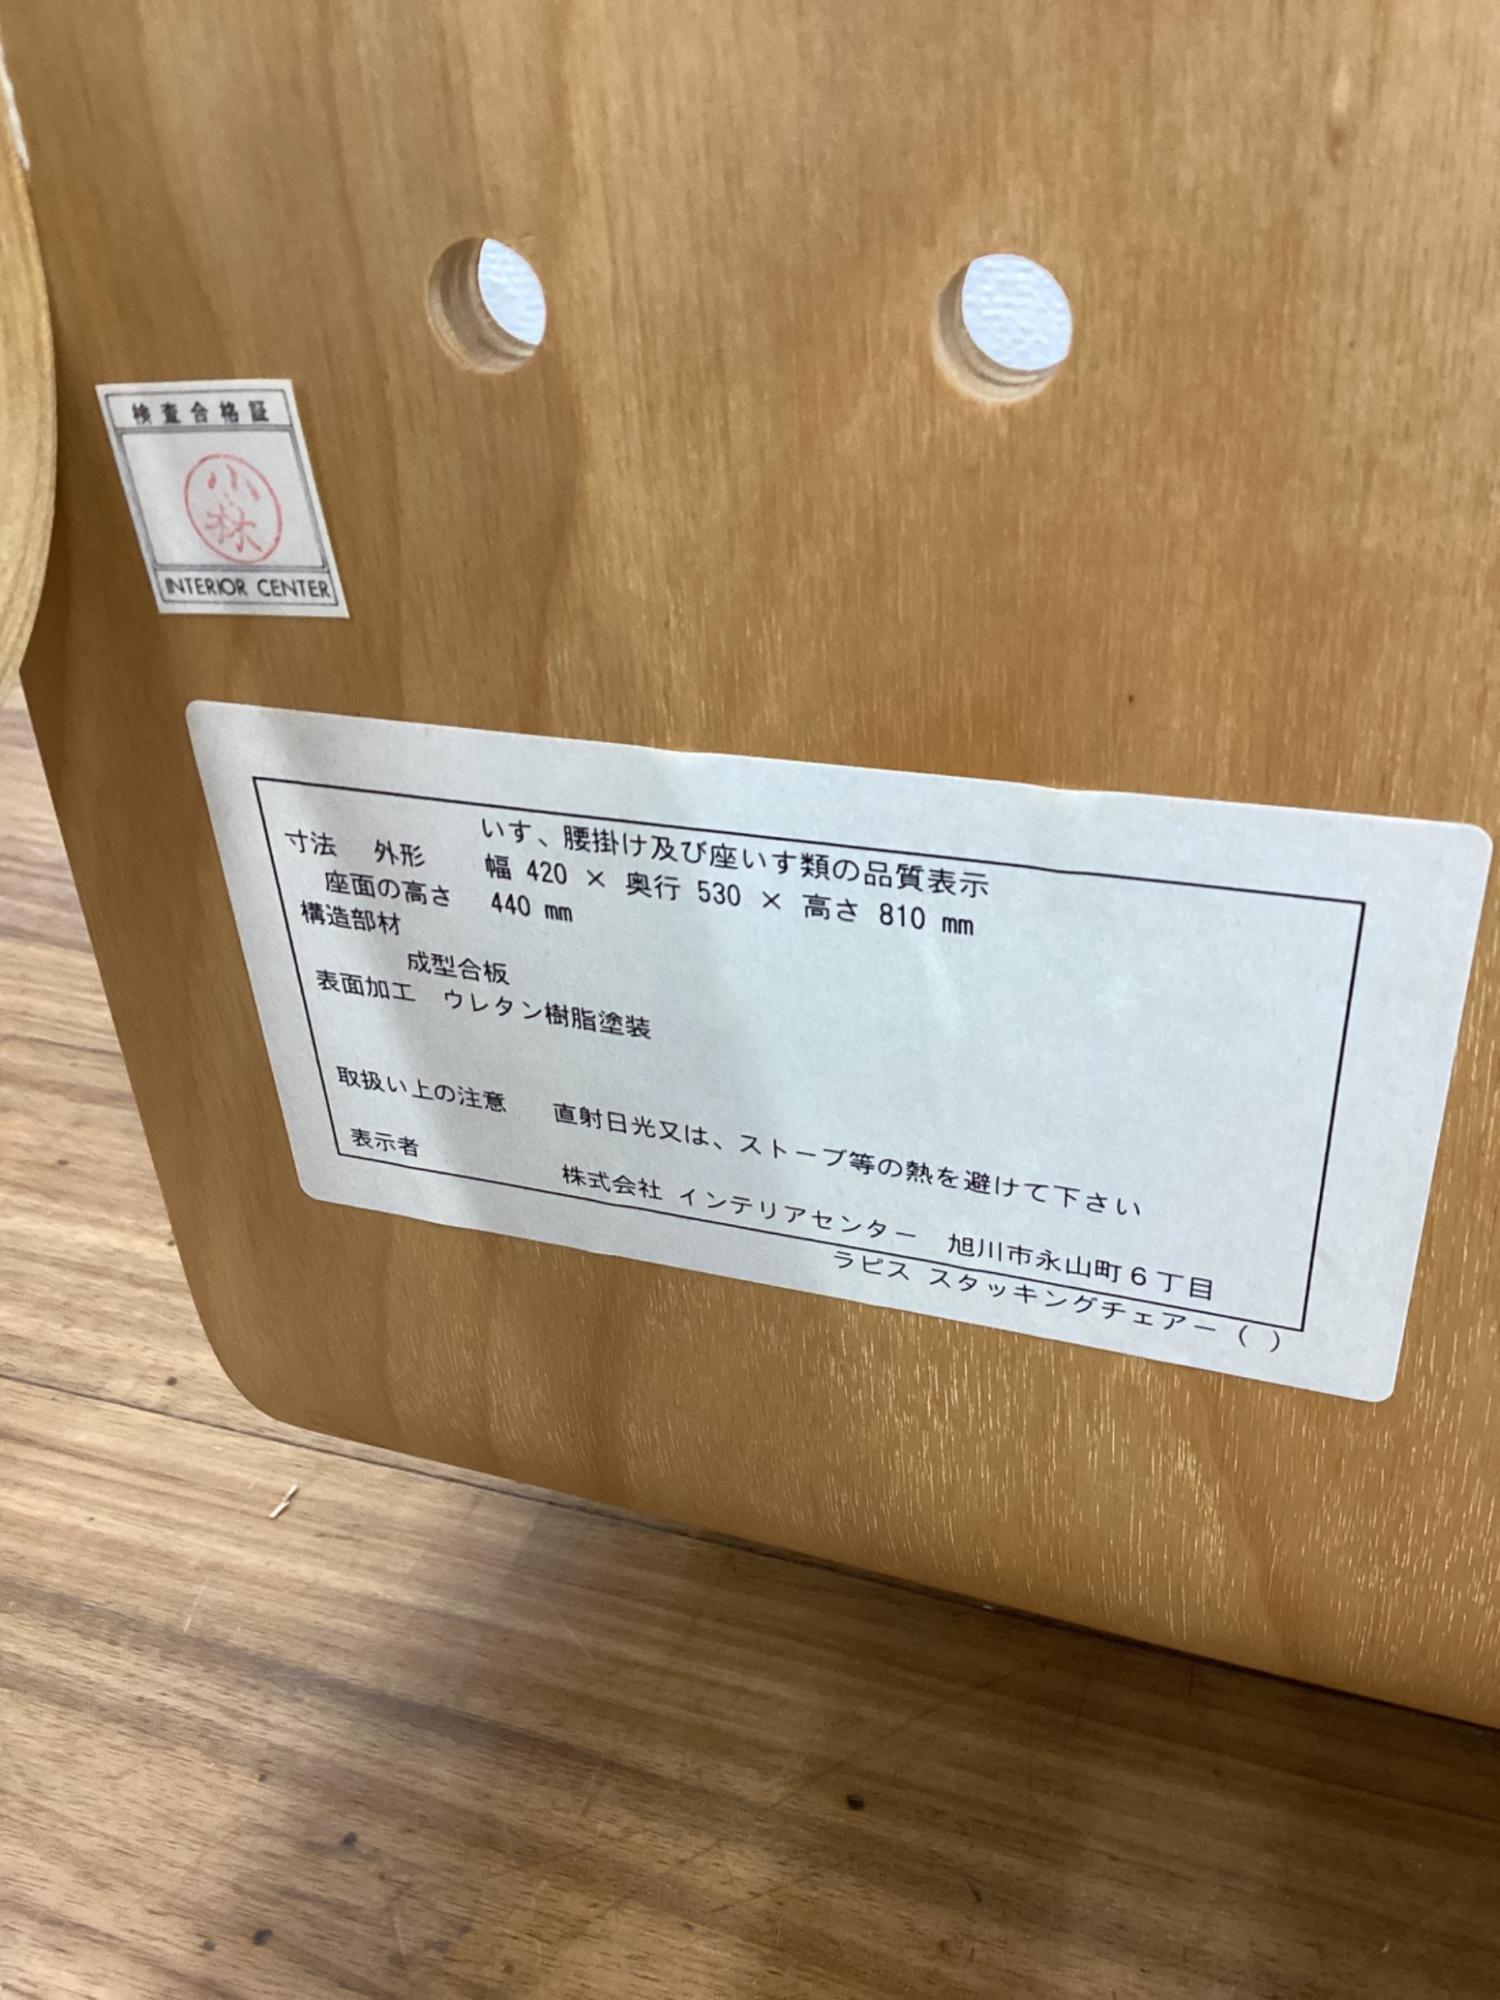 検査合格証
小林
INTERIOR CENTER
いす、腰掛け及び座いす類の品質表示
寸法 外形 幅 420 × 奥行 530 × 高さ 810 mm
座面の高さ 440 mm
構造部材
成型合板
表面加工 ウレタン樹脂塗装
取扱い上の注意 直射日光又は、ストーブ等の熱を避けて下さい
表示者 株式会社 インテリアセンター 旭川市永山町6丁目
ラピス スタッキングチェアー ( )